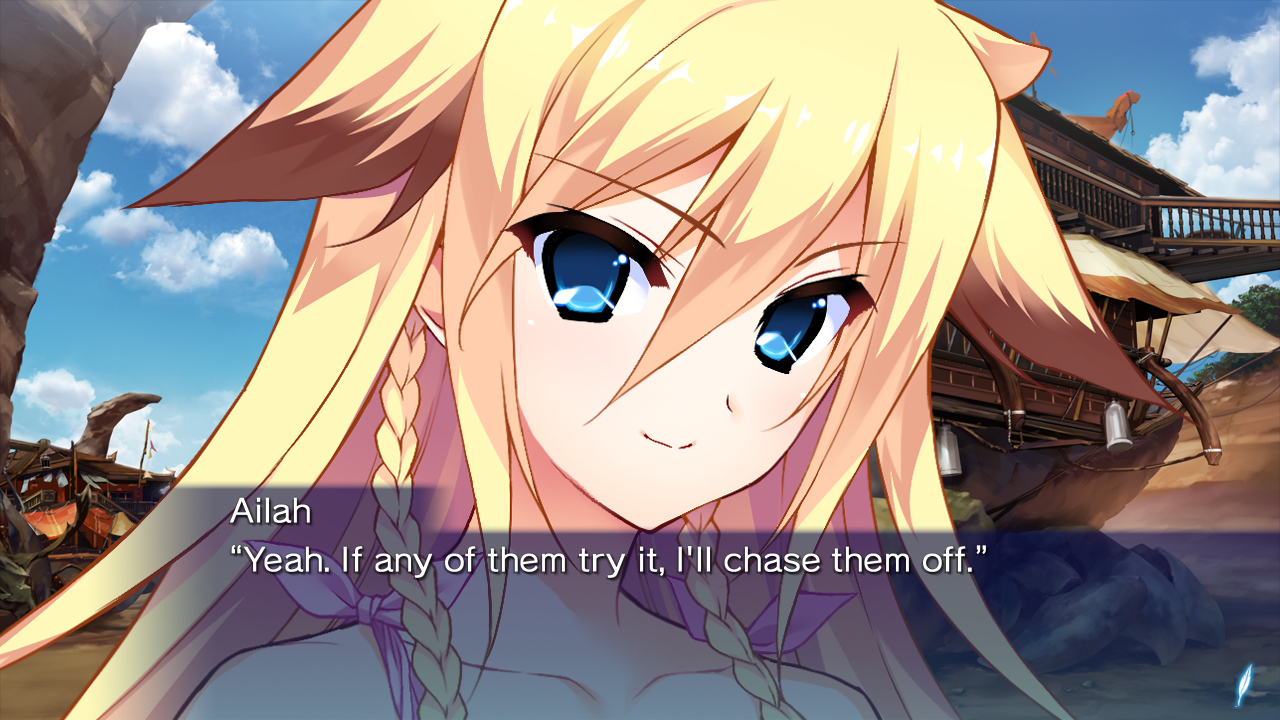 Ailah
“Yeah. If any of them try it, I'll chase them off.”